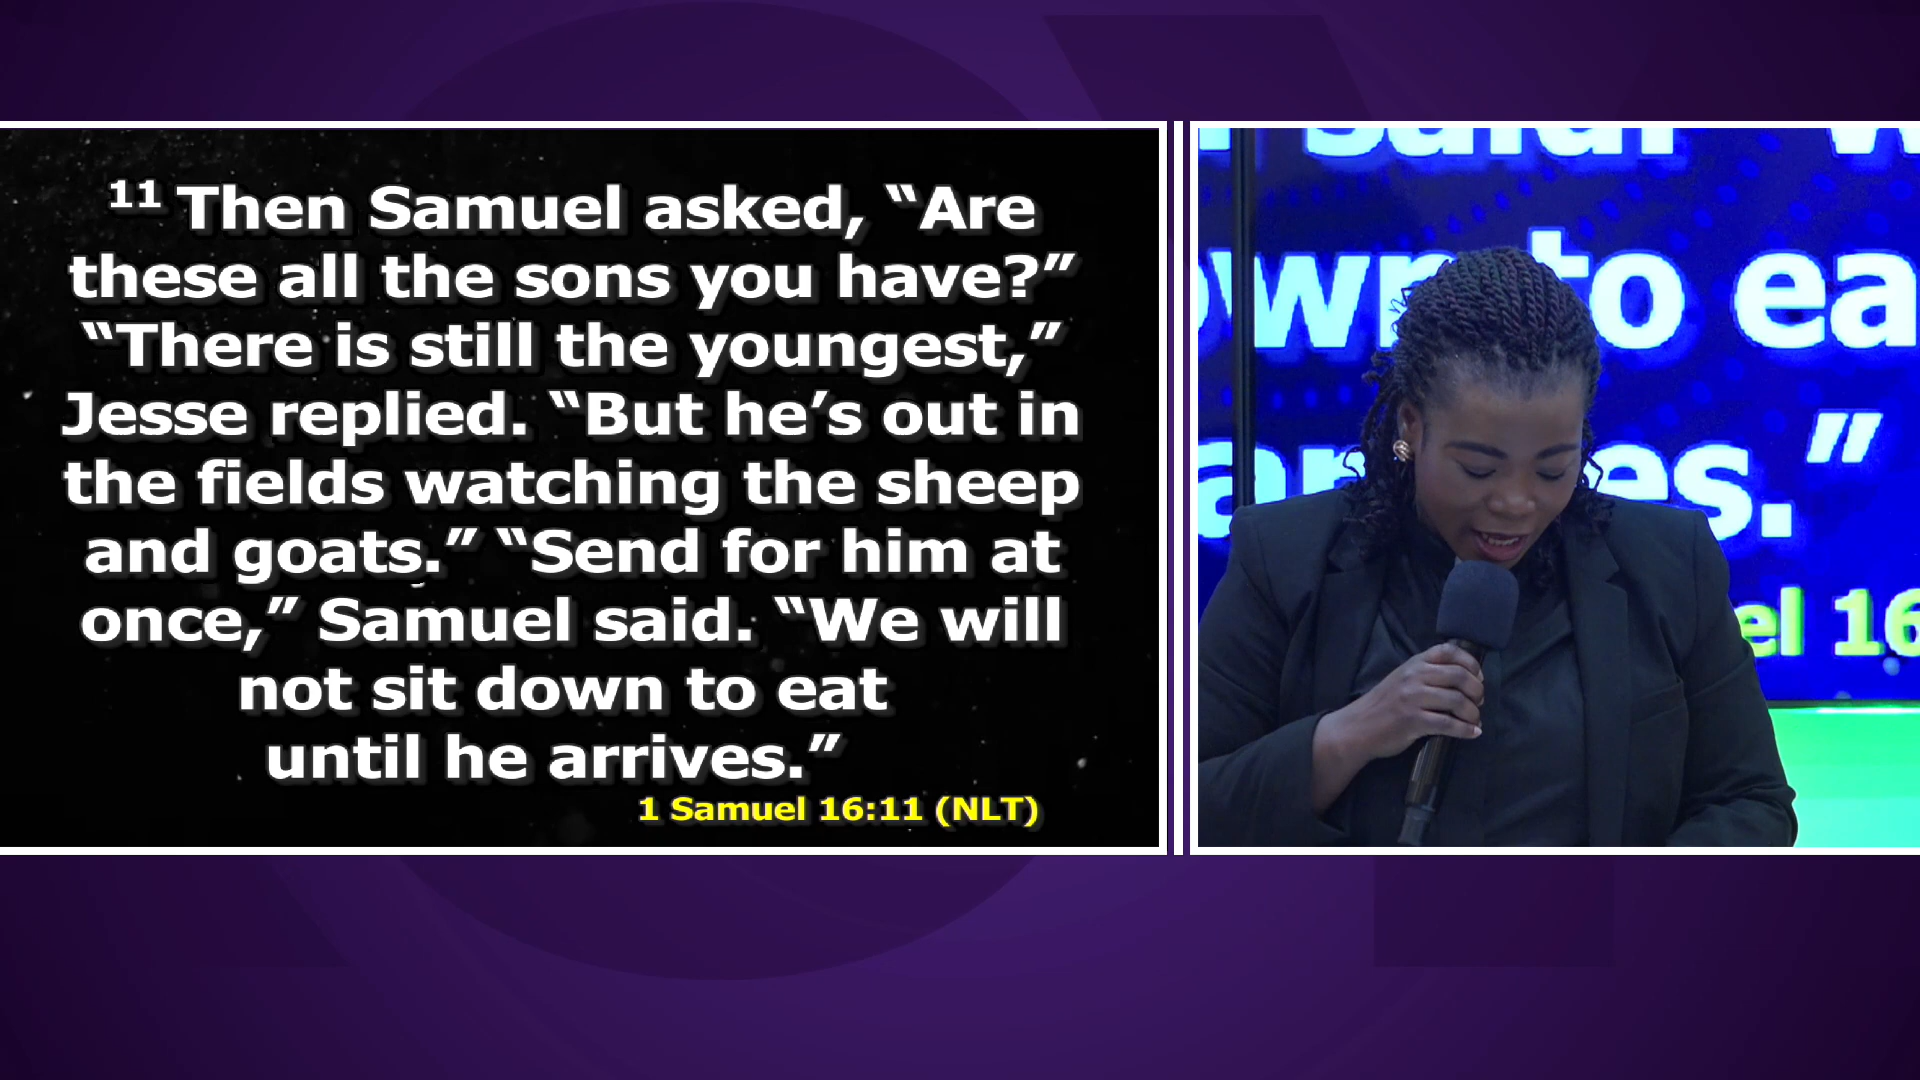 11 Then Samuel asked, “Are
these all the sons you have?”
“There is still the youngest,”
Jesse replied. “But he’s out in
the fields watching the sheep
and goats.” “Send for him at
once,” Samuel said. “We will
not sit down to eat
until he arrives.”
1 Samuel 16:11 (NLT)
to ea
es.”
el 16